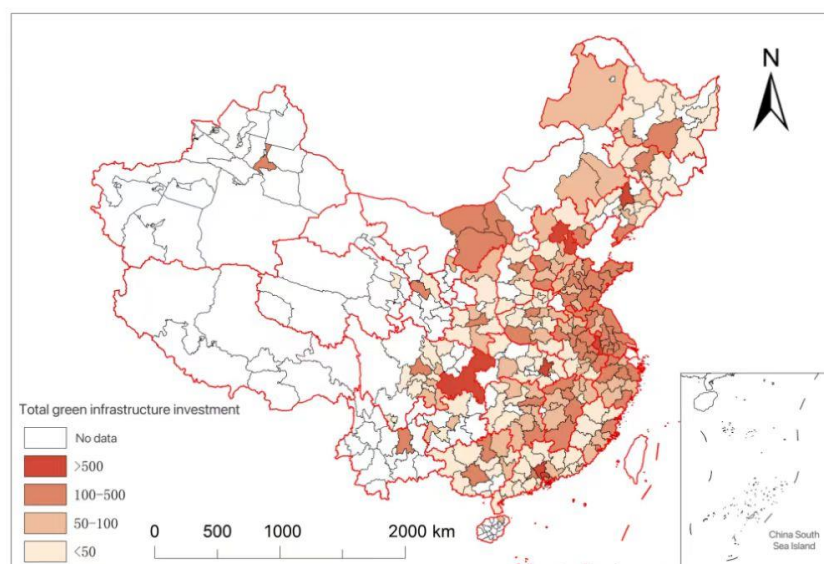 N
Total green infrastructure investment
No data
>500
100-500
50-100
<50
0 500 1000 2000 km
China South
Sea Island